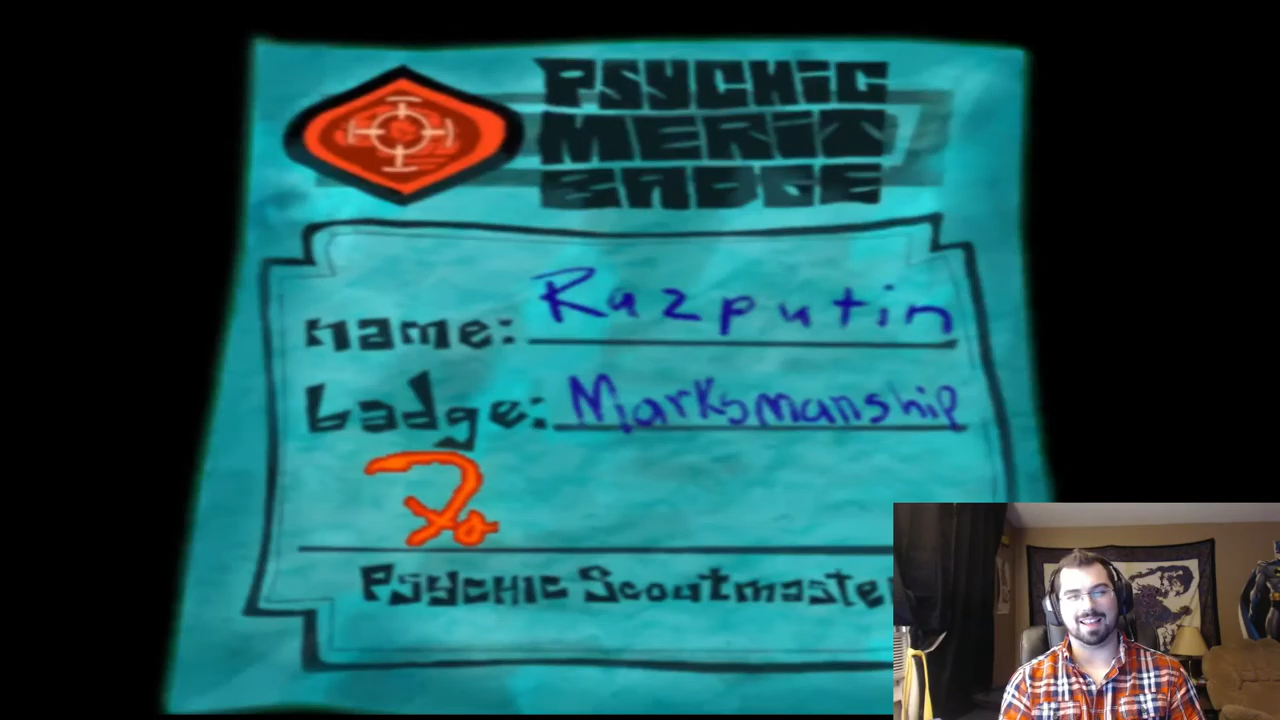 PSYCHIC
MERIT
BADGE
name: Razputin
badge: Marksmanship
Psychic Scoutmaster